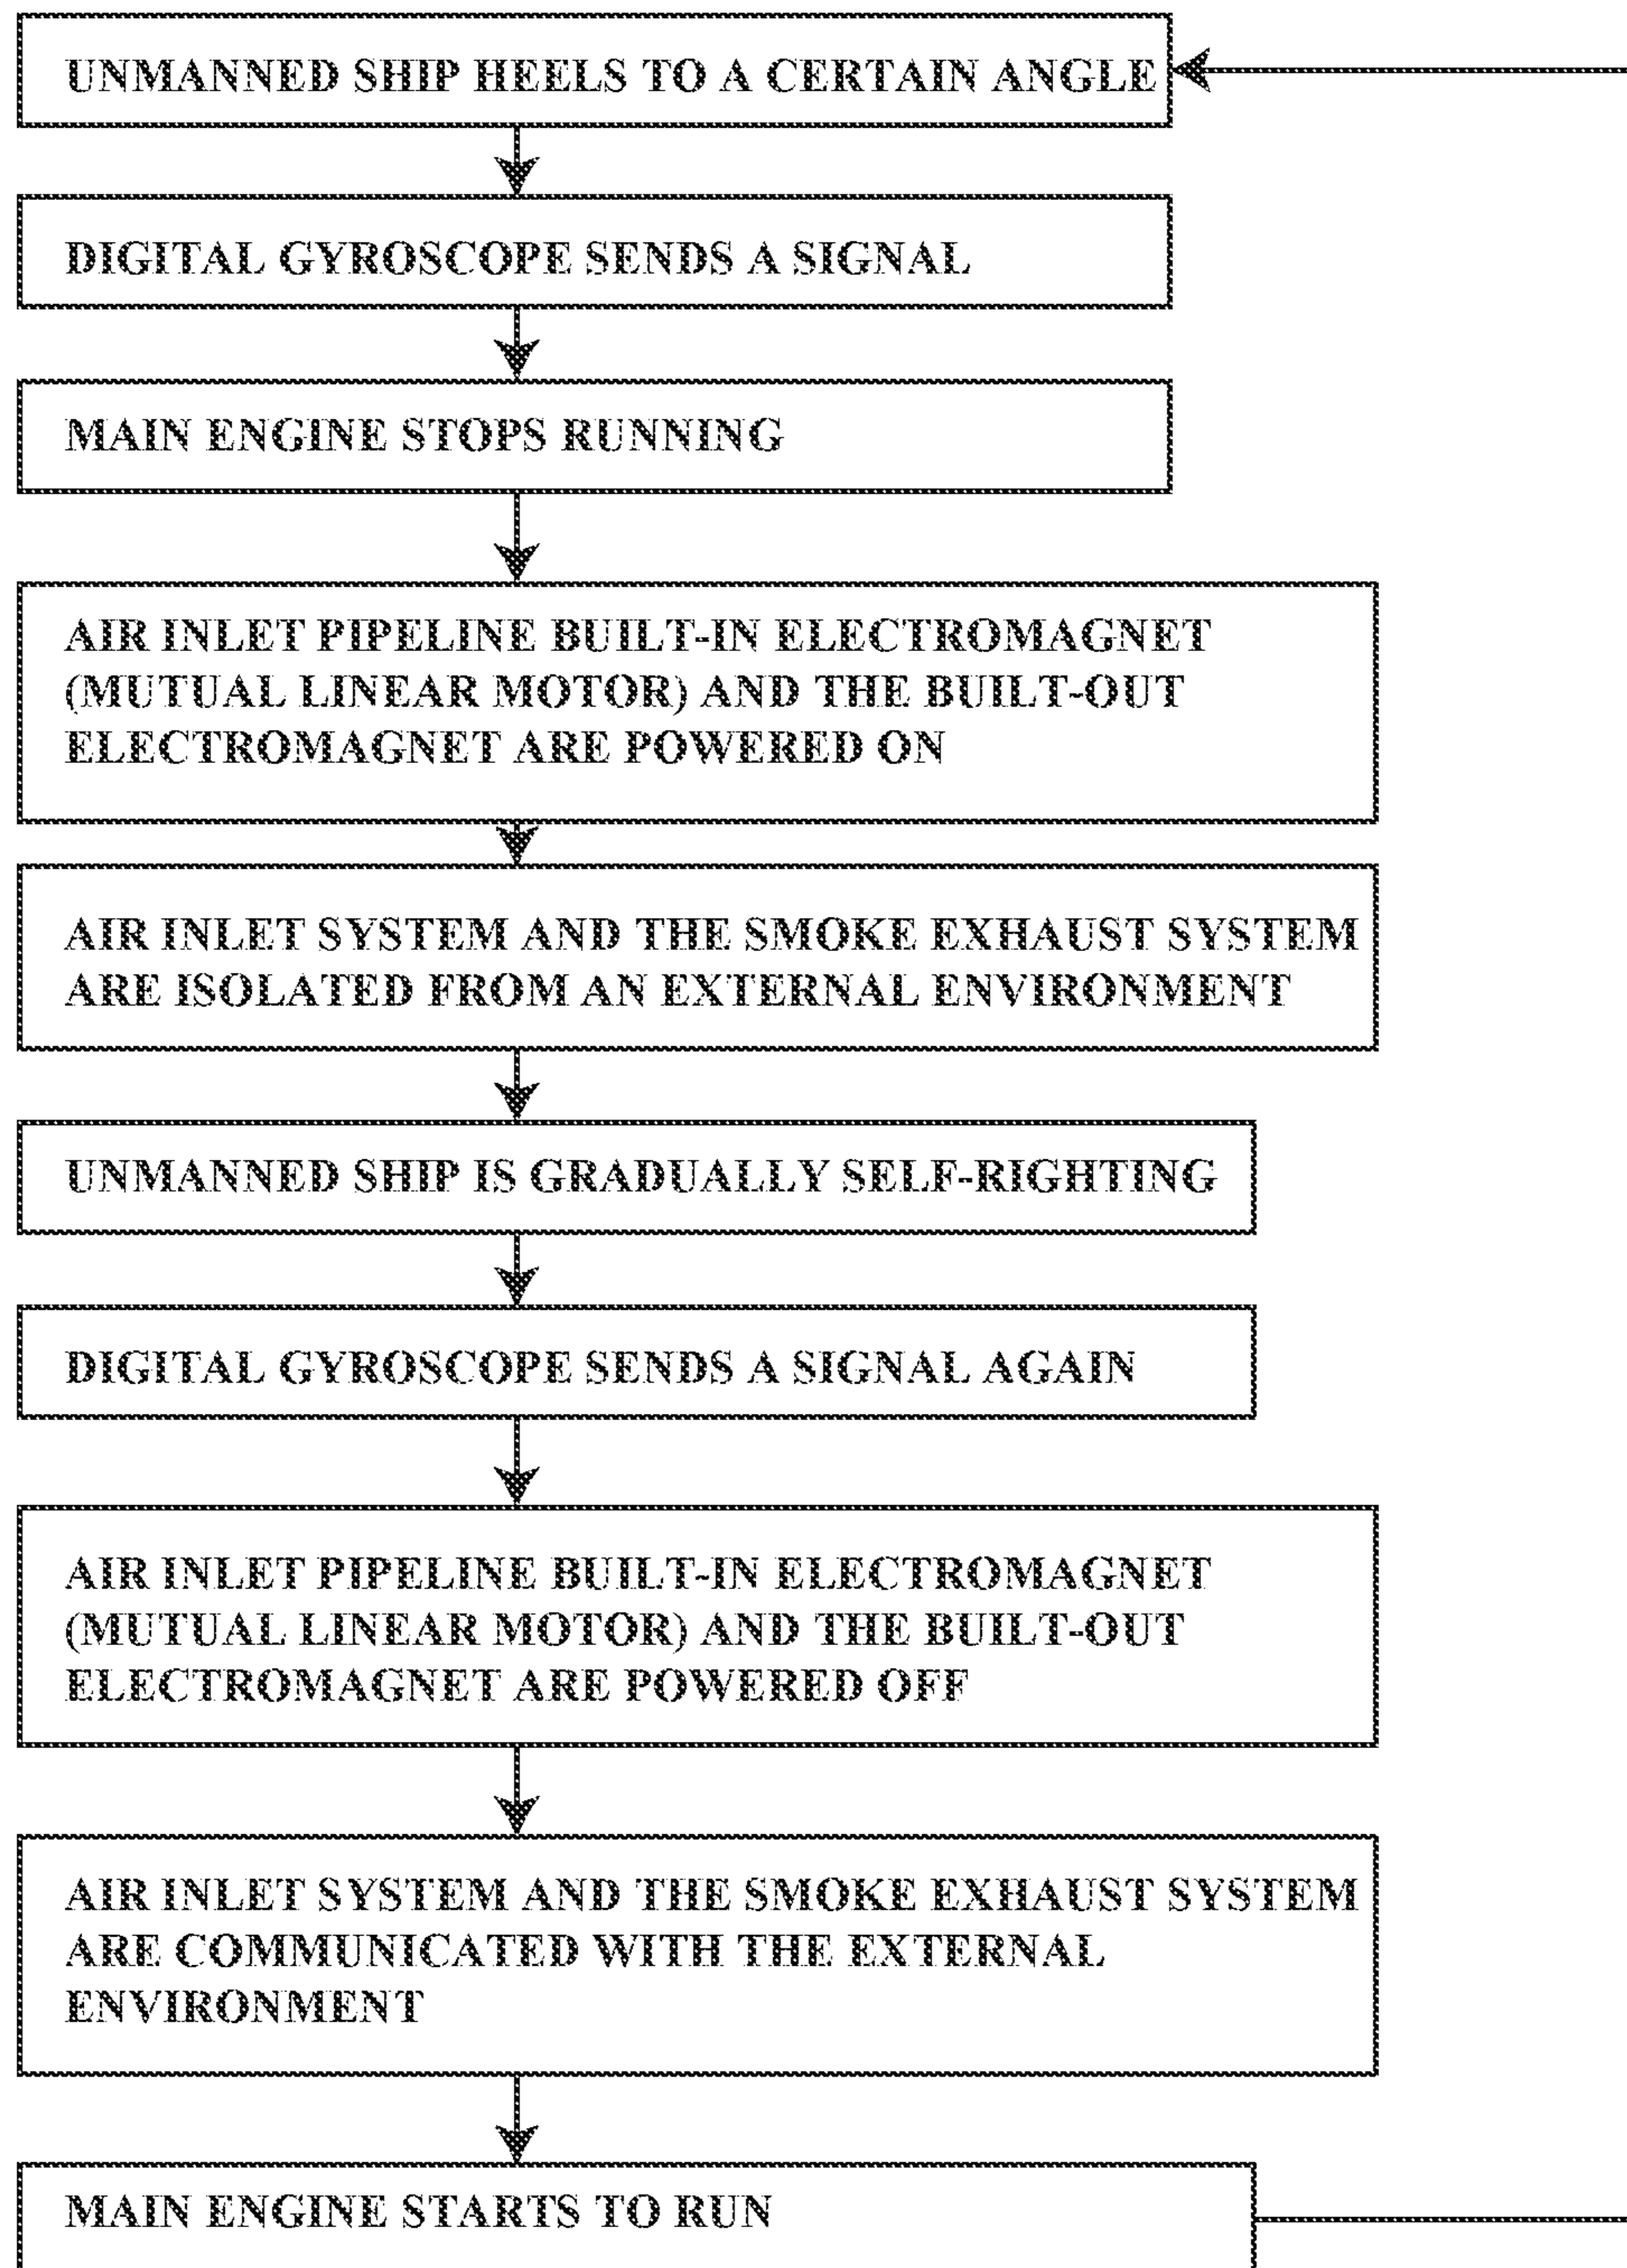 UNMANNED SHIP HEELS TO A CERTAIN ANGLE
DIGITAL GYROSCOPE SENDS A SIGNAL
MAIN ENGINE STOPS RUNNING
AIR INLET PIPELINE BUILT-IN ELECTROMAGNET
(MUTUAL LINEAR MOTOR) AND THE BUILT-OUT
ELECTROMAGNET ARE POWERED ON
AIR INLET SYSTEM AND THE SMOKE EXHAUST SYSTEM
ARE ISOLATED FROM AN EXTERNAL ENVIRONMENT
UNMANNED SHIP IS GRADUALLY SELF-RIGHTING
DIGITAL GYROSCOPE SENDS A SIGNAL AGAIN
AIR INLET PIPELINE BUILT-IN ELECTROMAGNET
(MUTUAL LINEAR MOTOR) AND THE BUILT-OUT
ELECTROMAGNET ARE POWERED OFF
AIR INLET SYSTEM AND THE SMOKE EXHAUST SYSTEM
ARE COMMUNICATED WITH THE EXTERNAL
ENVIRONMENT
MAIN ENGINE STARTS TO RUN